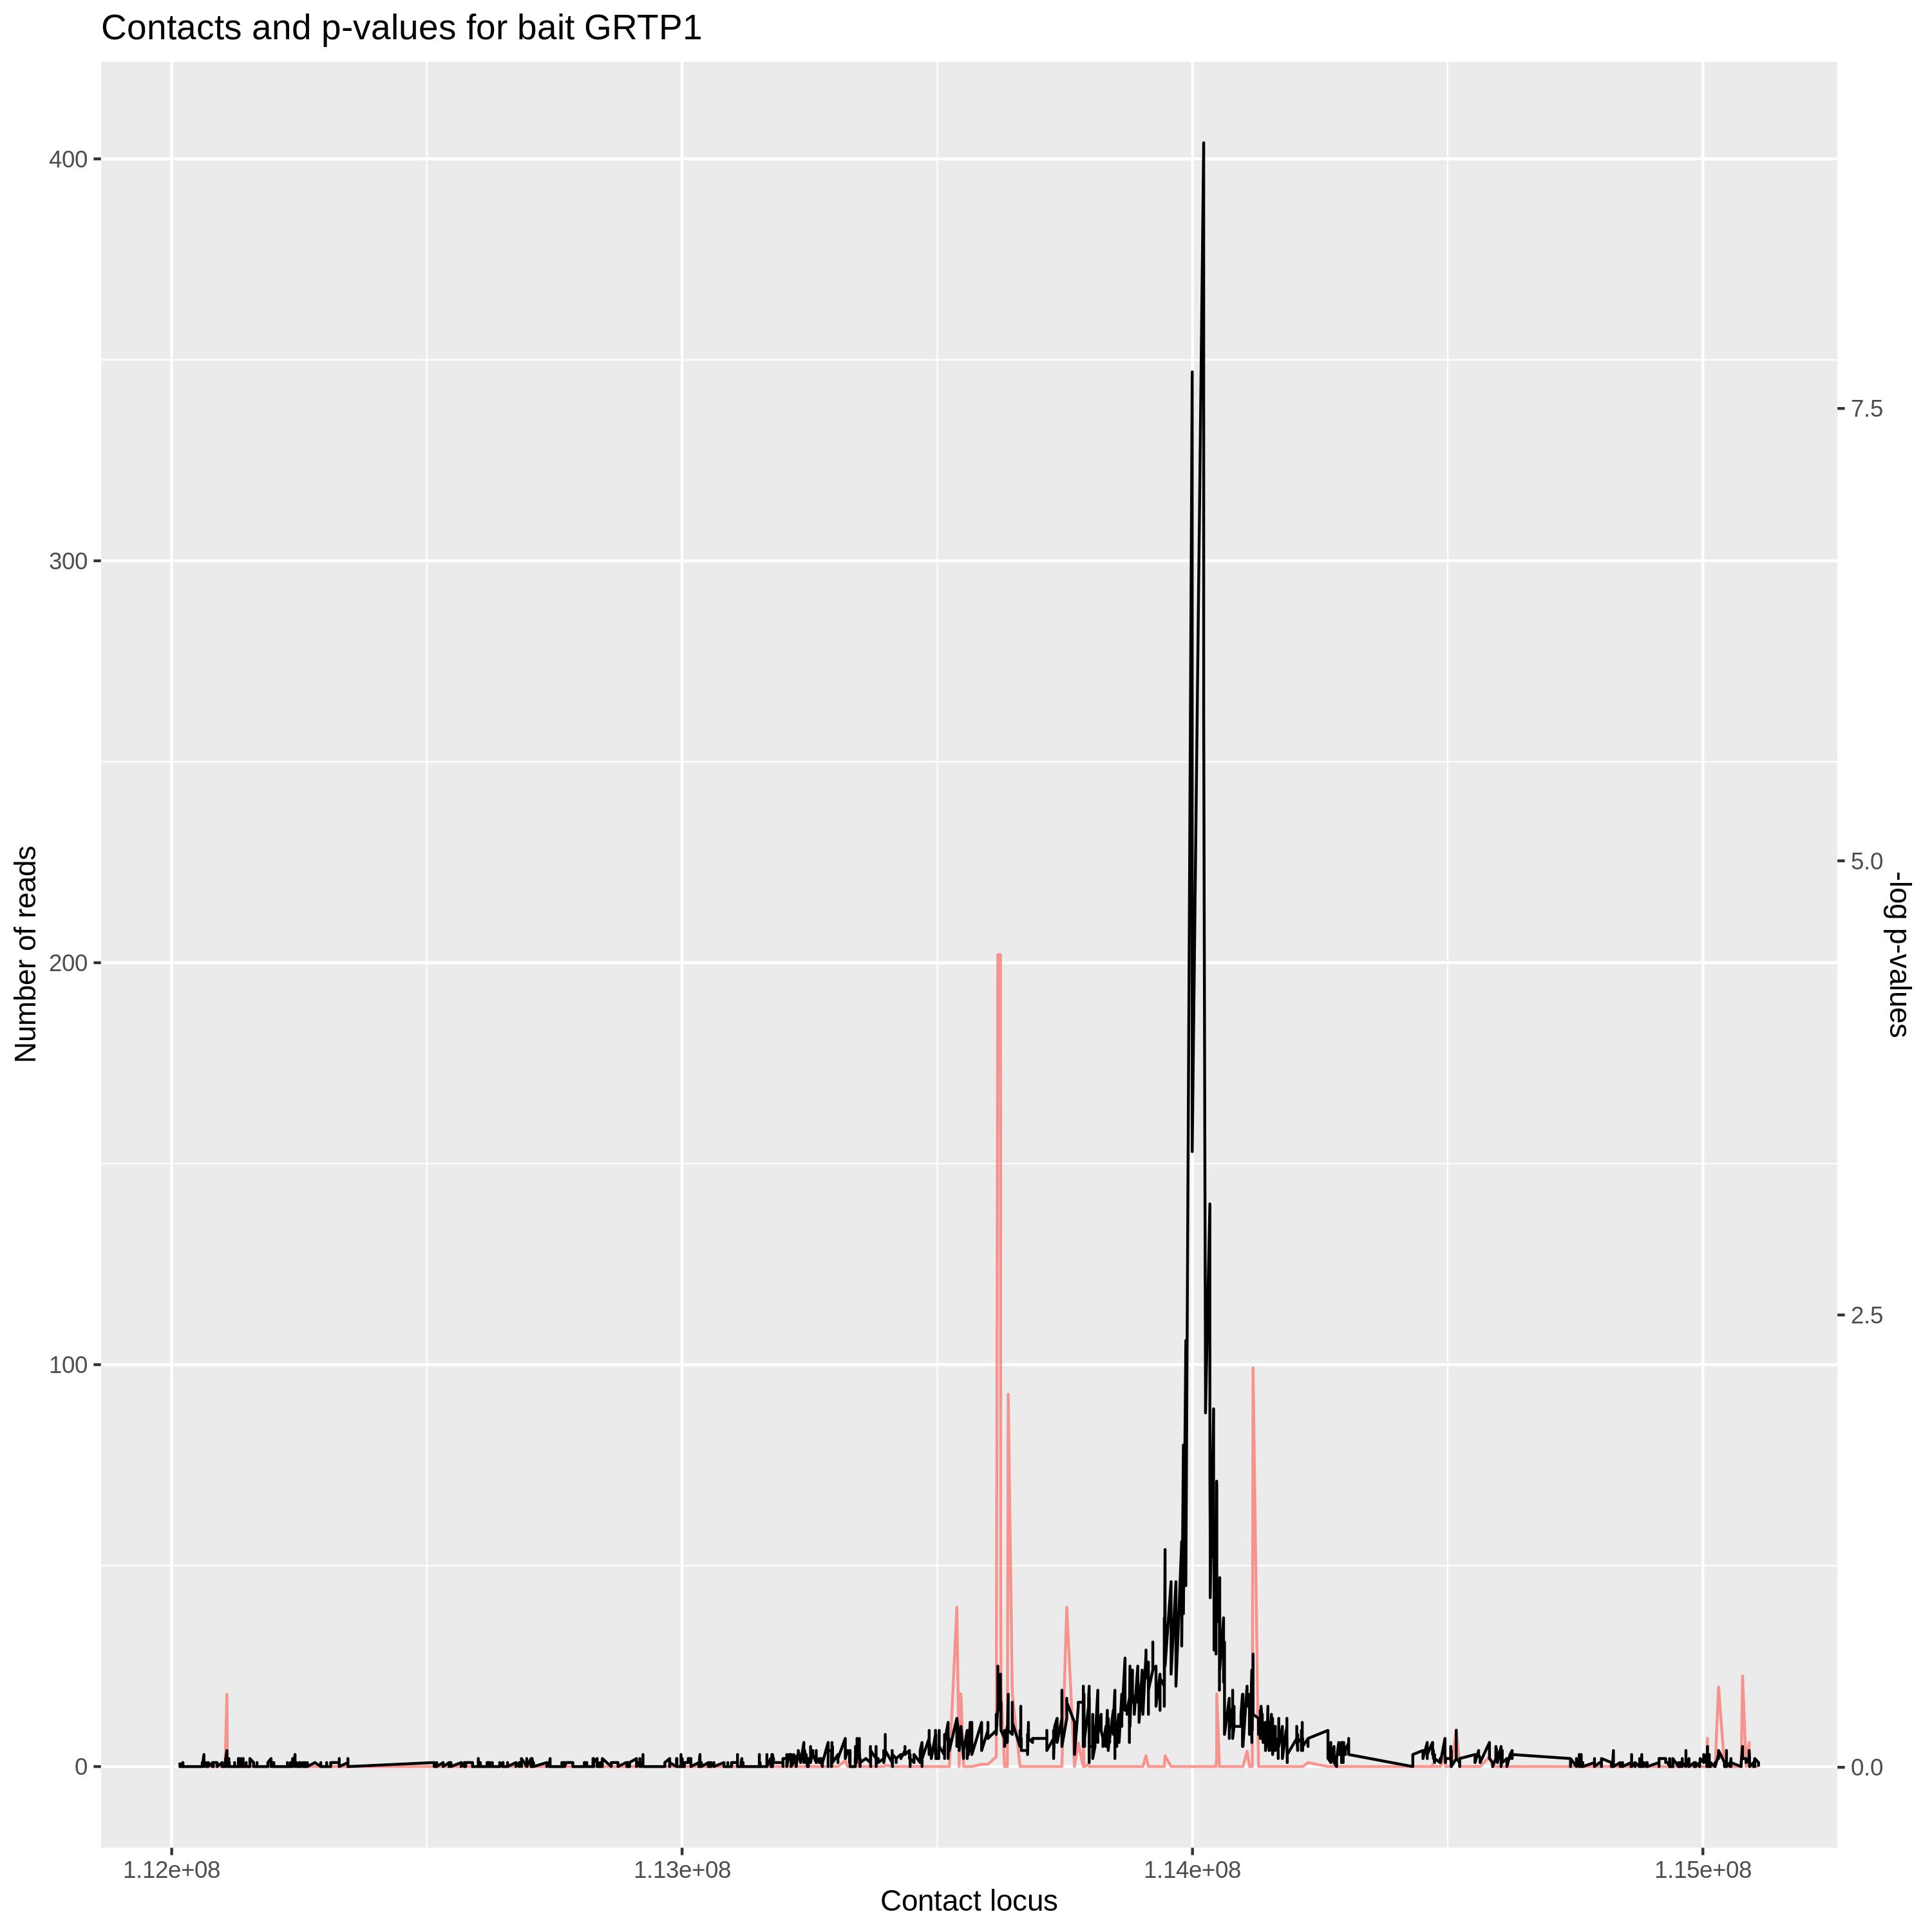 Contacts and p-values for bait GRTP1
400
300
200
100
0
Number of reads
7.5
5.0
2.5
0.0
-log p-values
1.12e+08
1.13e+08
1.14e+08
1.15e+08
Contact locus